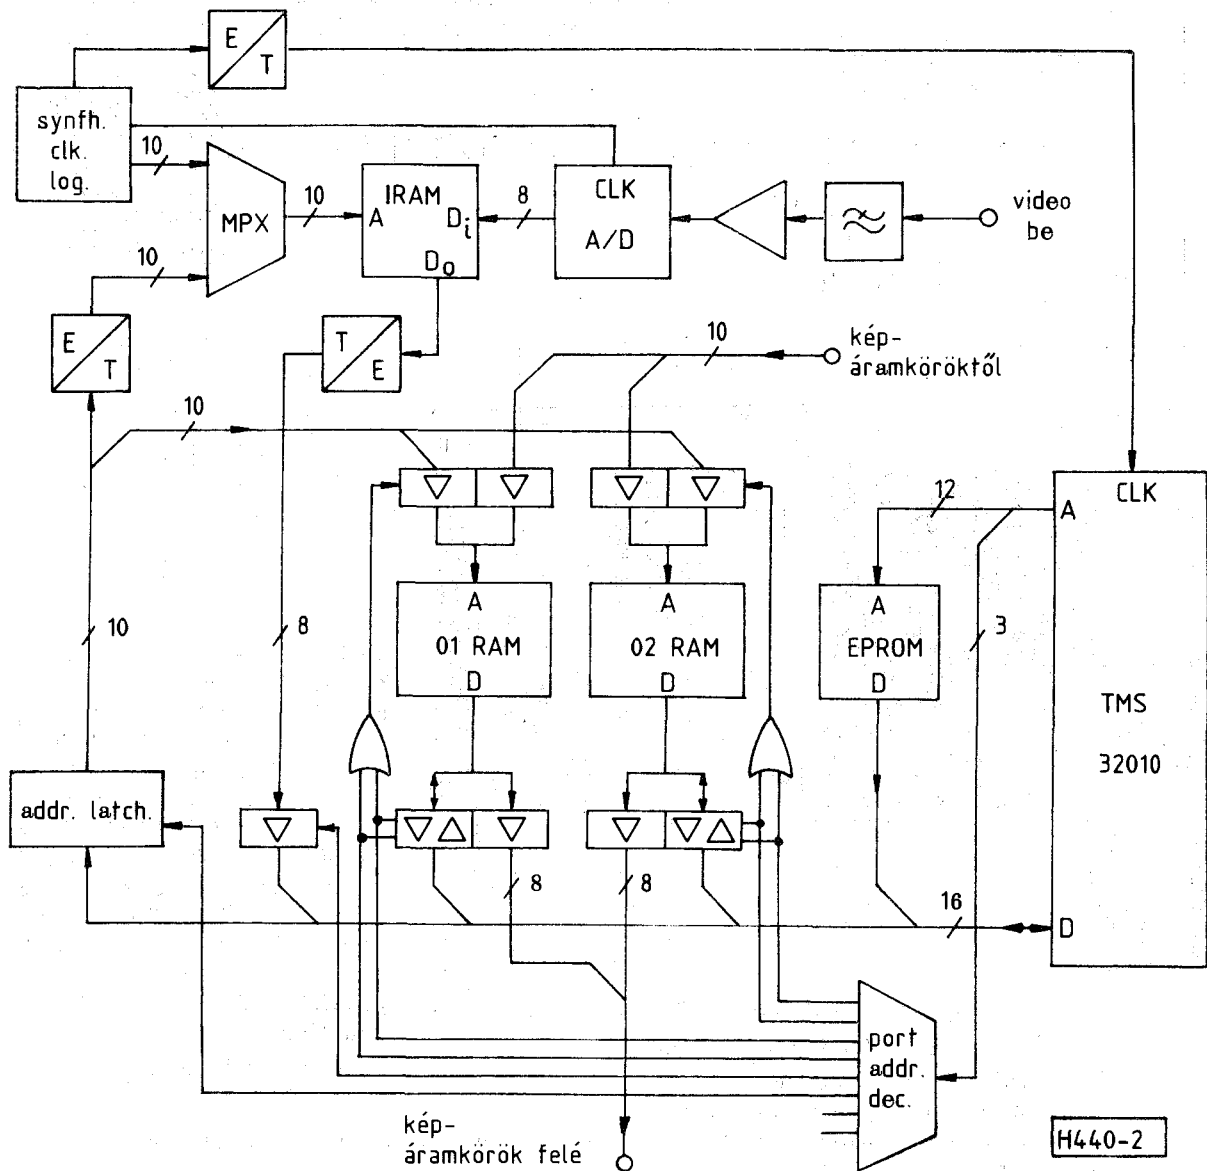 E
T
synfh.
clk.
log.
10
MPX
10
IRAM
A
Di
Do
8
CLK
A/D
video
be
10
E
T
T
E
10
kép-
áramköröktől
10
CLK
A
12
A
01 RAM
D
A
02 RAM
D
A
EPROM
D
3
10
8
TMS
32010
addr. latch.
8
8
16
D
port
addr.
dec.
kép-
áramkörök felé
H440-2